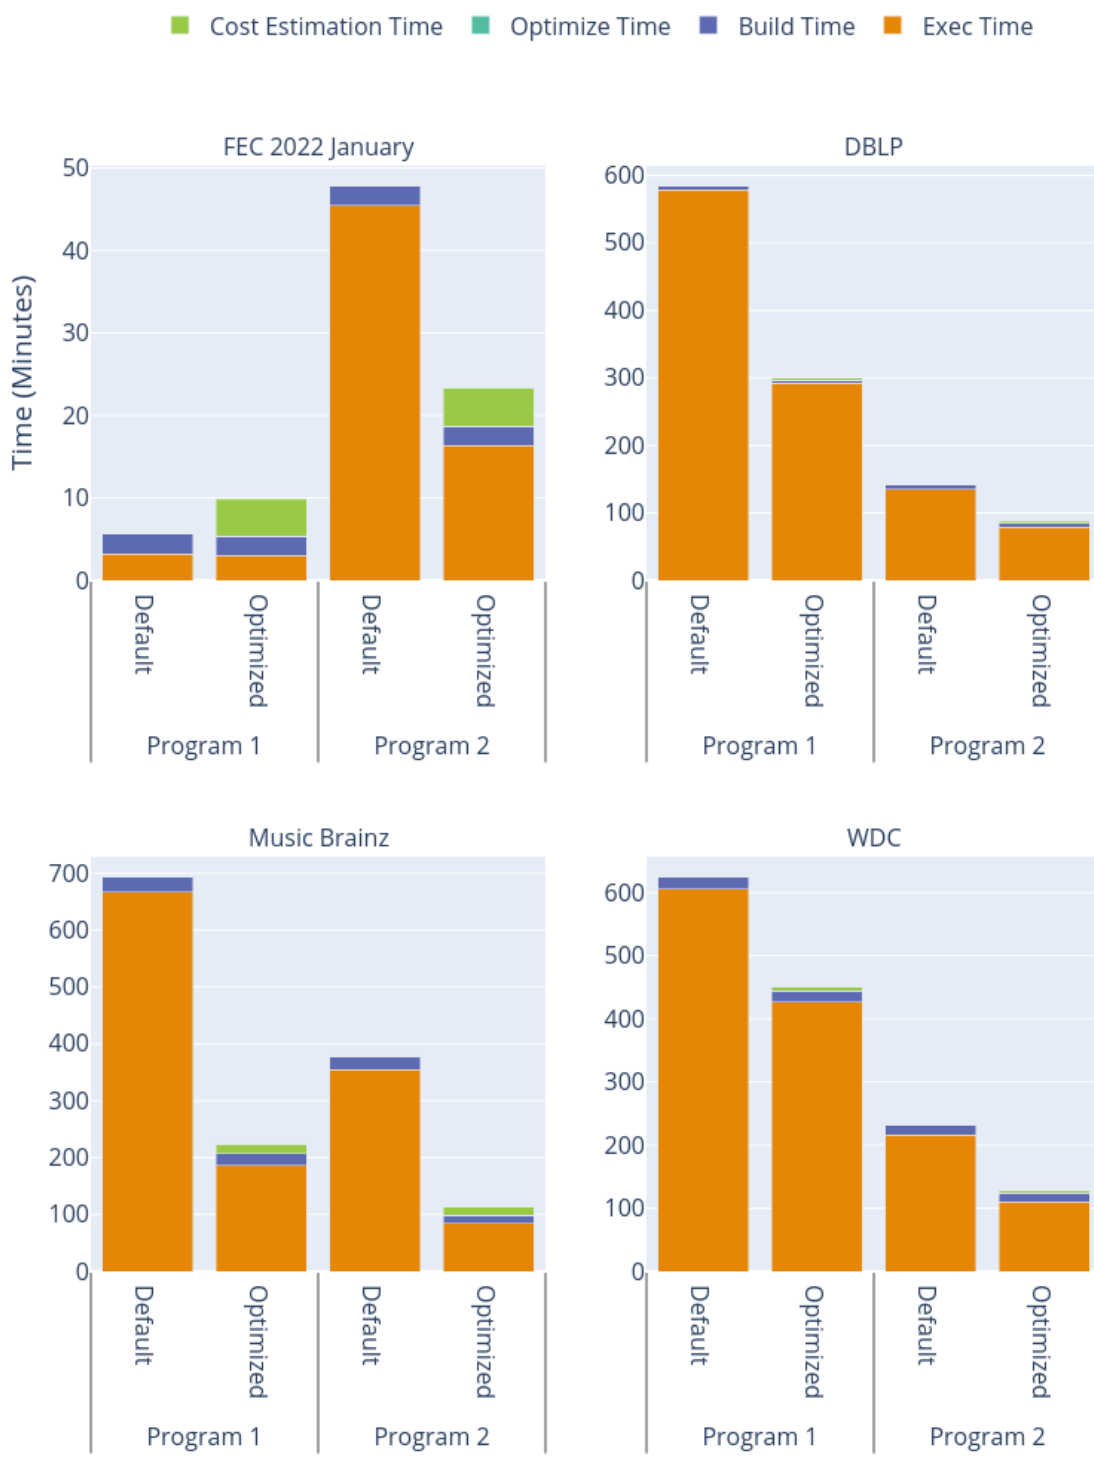 Cost Estimation Time Optimize Time Build Time Exec Time
FEC 2022 January
50
40
30
20
10
0
Time (Minutes)
Default
Optimized
Default
Optimized
Program 1
Program 2
DBLP
600
500
400
300
200
100
0
Default
Optimized
Default
Optimized
Program 1
Program 2
Music Brainz
700
600
500
400
300
200
100
0
Default
Optimized
Default
Optimized
Program 1
Program 2
WDC
600
500
400
300
200
100
0
Default
Optimized
Default
Optimized
Program 1
Program 2